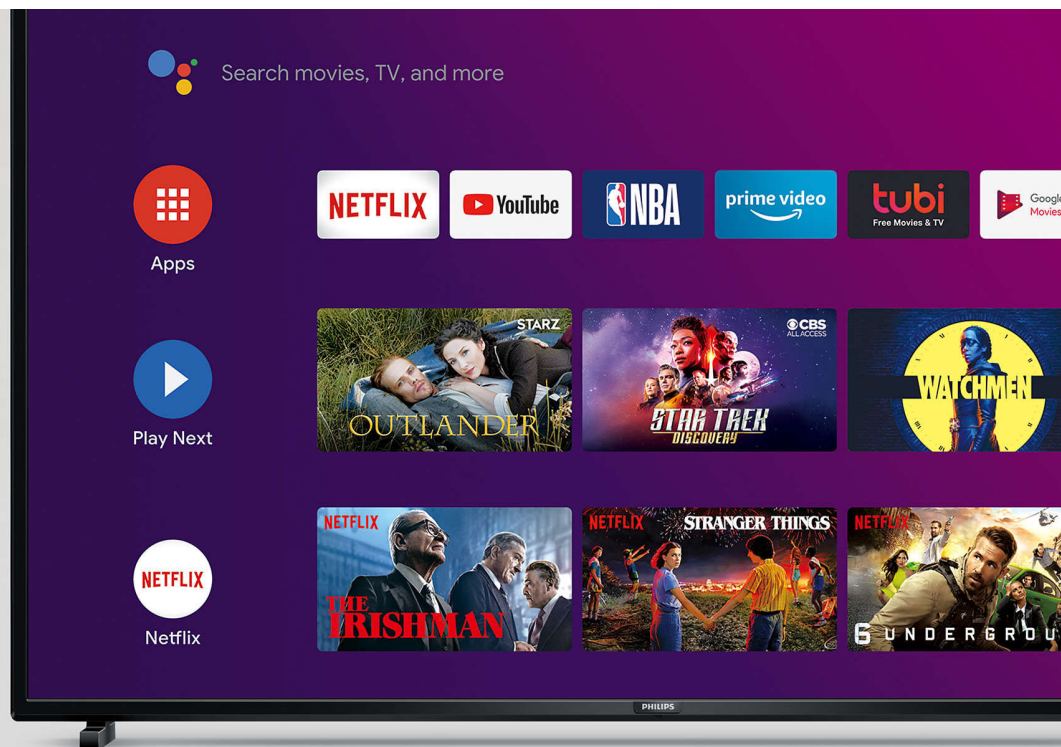 Search movies, TV, and more
Apps
NETFLIX
YouTube
NBA
prime video
tubi
Free Movies & TV
Google
Movies
Play Next
STARZ
OUTLANDER
CBS
ALL ACCESS
STAR TREK
DISCOVERY
WATCHMEN
NETFLIX
Netflix
NETFLIX
THE
IRISHMAN
NETFLIX
STRANGER THINGS
NETFLIX
6 UNDERGROU
PHILIPS